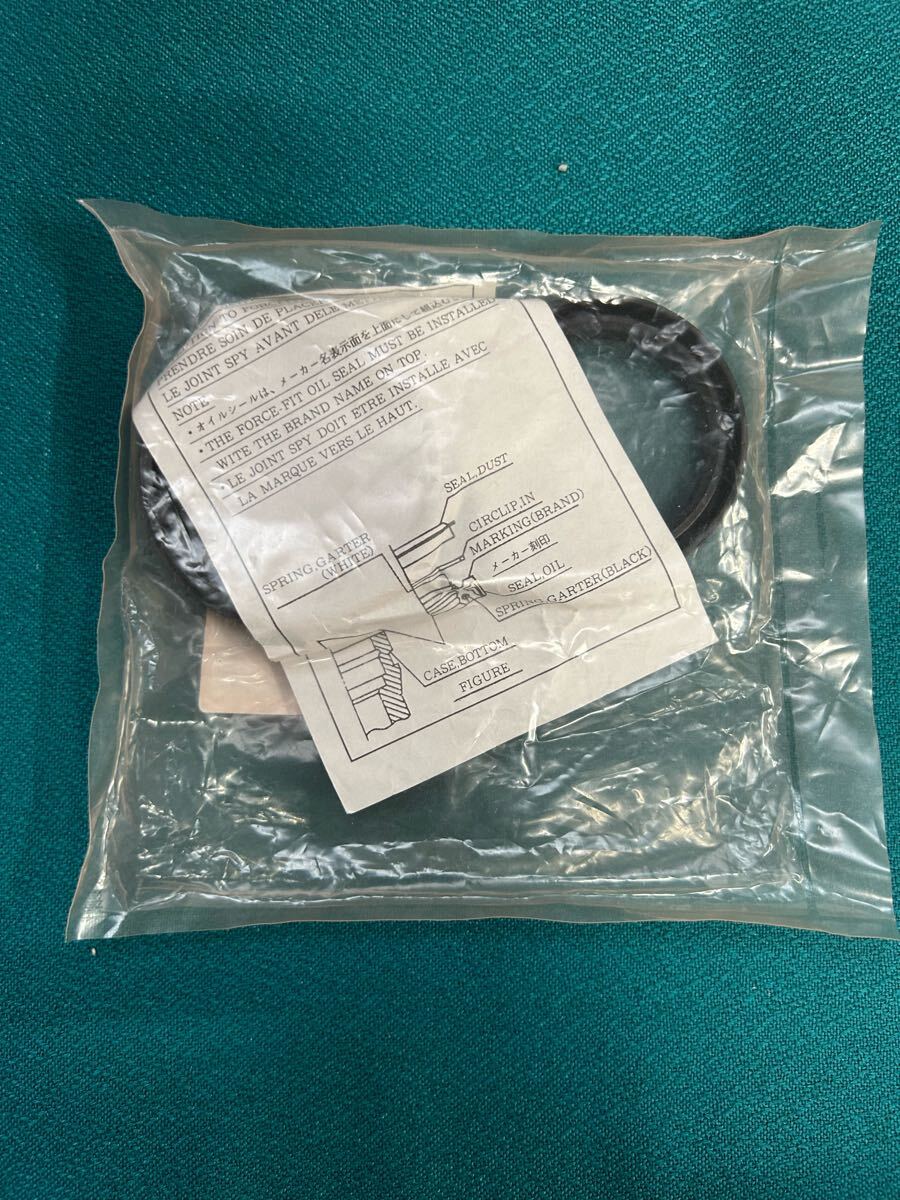 TO FORCE
PRENDRE SOIN DE PLACE
LE JOINT SPY AVANT DELE
NOTE
・オイルシールは、メーカー名表示面を上面にして組込む
・THE FORCE-FIT OIL SEAL MUST BE INSTALLED
WITE THE BRAND NAME ON TOP.
・LE JOINT SPY DOIT ETRE INSTALLE AVEC
LA MARQUE VERS LE HAUT.
SEAL,DUST
CIRCLIP,IN
MARKING(BRAND)
メーカー刻印
SEAL,OIL
SPRING,GARTER(BLACK)
SPRING,GARTER
(WHITE)
CASE,BOTTOM
FIGURE